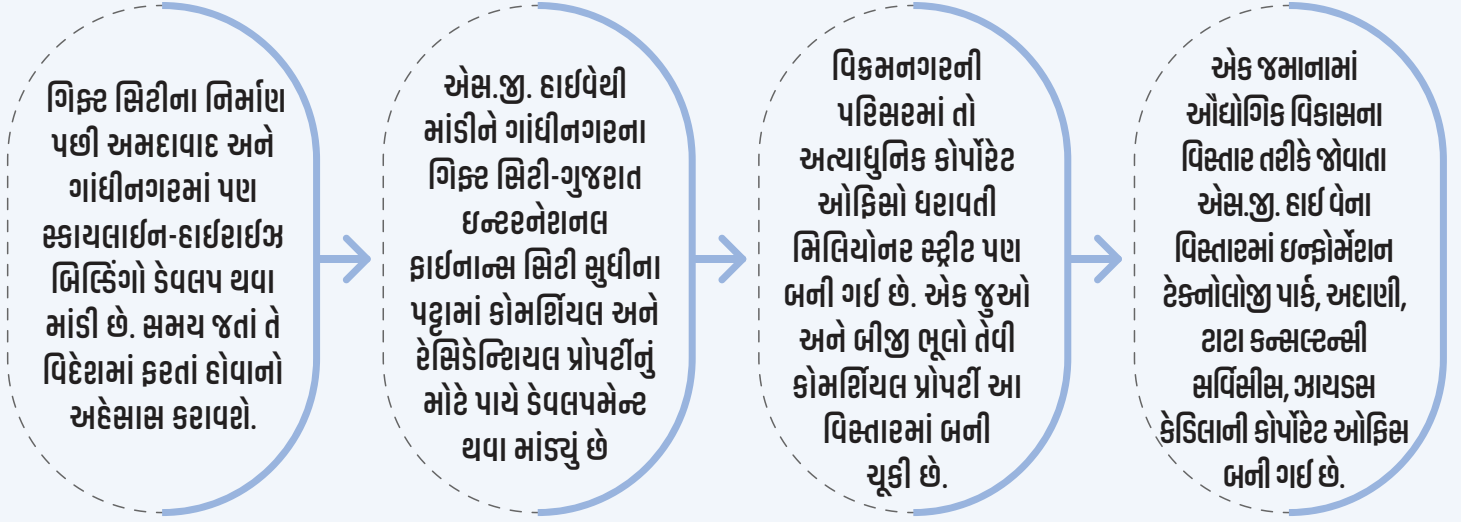 ગિફ્ટ સિટીના નિર્માણ
પછી અમદાવાદ અને
ગાંધીનગરમાં પણ
સ્કાયલાઈન-હાઈરાઈઝ
બિલ્ડિંગો ડેવલપ થવા
માંડી છે. સમય જતાં તે
વિદેશમાં ફરતાં હોવાનો
અહેસાસ કરાવશે.
એસ.જી. હાઈવેથી
માંડીને ગાંધીનગરના
ગિફ્ટ સિટી-ગુજરાત
ઇન્ટરનેશનલ
ફાઈનાન્સ સિટી સુધીના
પટ્ટામાં કોમર્શિયલ અને
રેસિડેન્શિયલ પ્રોપર્ટીનું
મોટે પાયે ડેવલપમેન્ટ
થવા માંડ્યું છે
વિક્રમનગરની
પરિસરમાં તો
અત્યાધુનિક કોર્પોરેટ
ઓફિસો ધરાવતી
મિલિયોનર સ્ટ્રીટ પણ
બની ગઈ છે. એક જુઓ
અને બીજી ભૂલો તેવી
કોમર્શિયલ પ્રોપર્ટી આ
વિસ્તારમાં બની
ચૂકી છે.
એક જમાનામાં
ઔદ્યોગિક વિકાસના
વિસ્તાર તરીકે જોવાતા
એસ.જી. હાઈ વેના
વિસ્તારમાં ઇન્ફોર્મેશન
ટેક્નોલોજી પાર્ક, અદાણી,
ટાટા કન્સલ્ટન્સી
સર્વિસીસ, ઝાયડસ
કેડિલાની કોર્પોરેટ ઓફિસ
બની ગઈ છે.